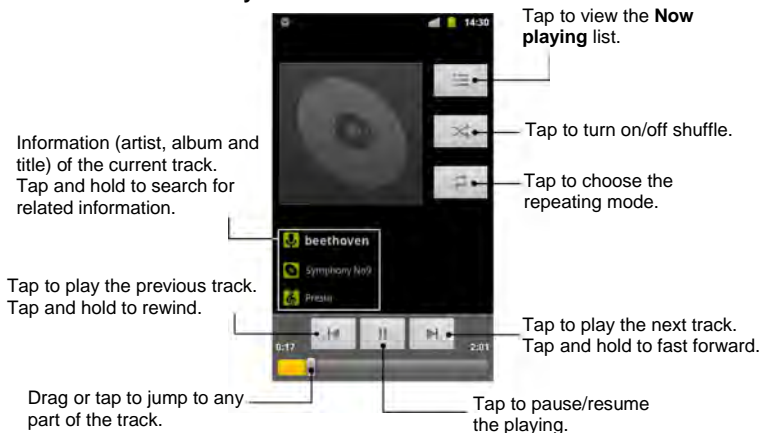 14:30
Tap to view the Now
playing list.
Tap to turn on/off shuffle.
Tap to choose the
repeating mode.
Information (artist, album and
title) of the current track.
Tap and hold to search for
related information.
beethoven
Symphony No9
Presto
Tap to play the previous track.
Tap and hold to rewind.
0:17
2:01
Tap to play the next track.
Tap and hold to fast forward.
Drag or tap to jump to any
part of the track.
Tap to pause/resume
the playing.